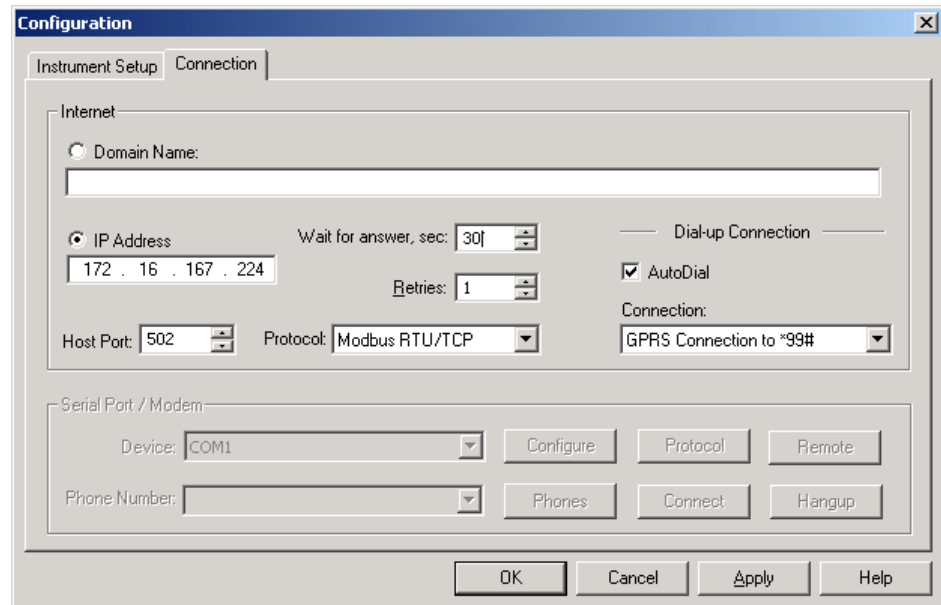 Configuration
Instrument Setup Connection
Internet
Domain Name:
IP Address Wait for answer, sec: 30 Dial-up Connection
172 . 16 . 167 . 224 AutoDial
Retries: 1
Connection:
Host Port: 502 Protocol: Modbus RTU/TCP GPRS Connection to *99#
Serial Port / Modem
Device: COM1 Configure Protocol Remote
Phone Number: Phones Connect Hangup
OK Cancel Apply Help